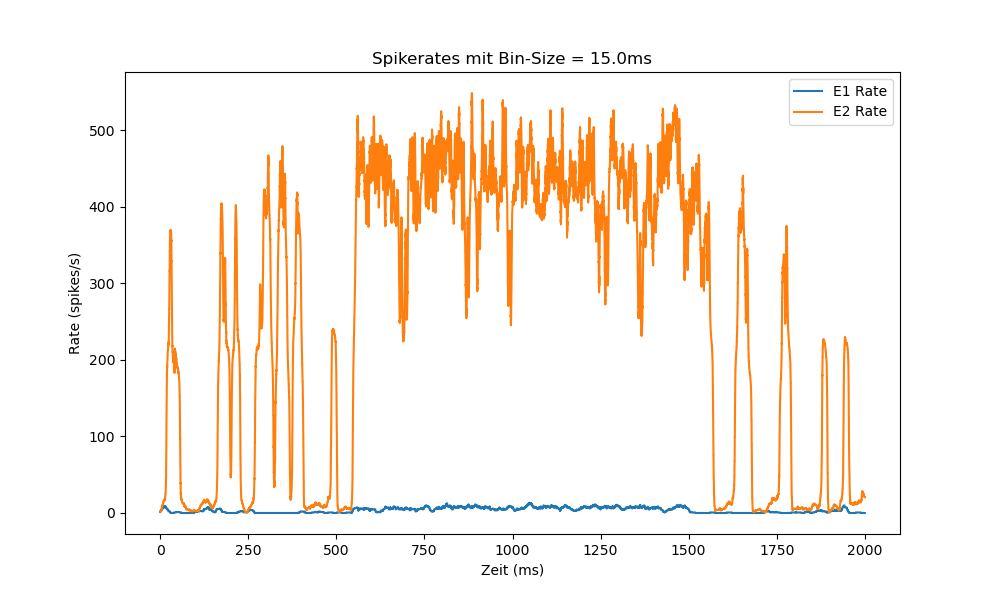 Spikerates mit Bin-Size = 15.0ms
E1 Rate
E2 Rate
Rate (spikes/s)
500
400
300
200
100
0
0 250 500 750 1000 1250 1500 1750 2000
Zeit (ms)